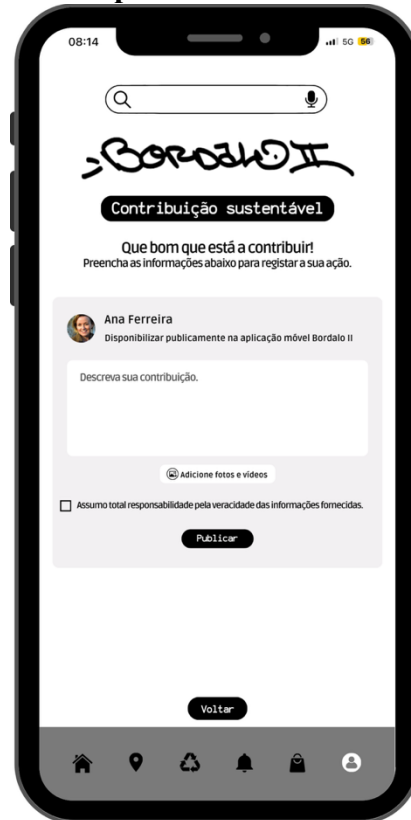 08:14
5G 56
BORDALO II
Contribuição sustentável
Que bom que está a contribuir!
Preencha as informações abaixo para registar a sua ação.
Ana Ferreira
Disponibilizar publicamente na aplicação móvel Bordalo II
Descreva sua contribuição.
Adicione fotos e vídeos
Assumo total responsabilidade pela veracidade das informações fornecidas.
Publicar
Voltar